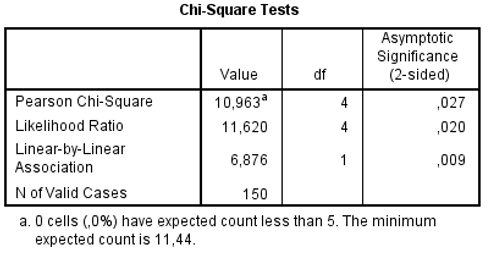 Chi-Square Tests
Value df Asymptotic Significance (2-sided)
Pearson Chi-Square 10,963a 4 ,027
Likelihood Ratio 11,620 4 ,020
Linear-by-Linear Association 6,876 1 ,009
N of Valid Cases 150
a. 0 cells (,0%) have expected count less than 5. The minimum
expected count is 11,44.